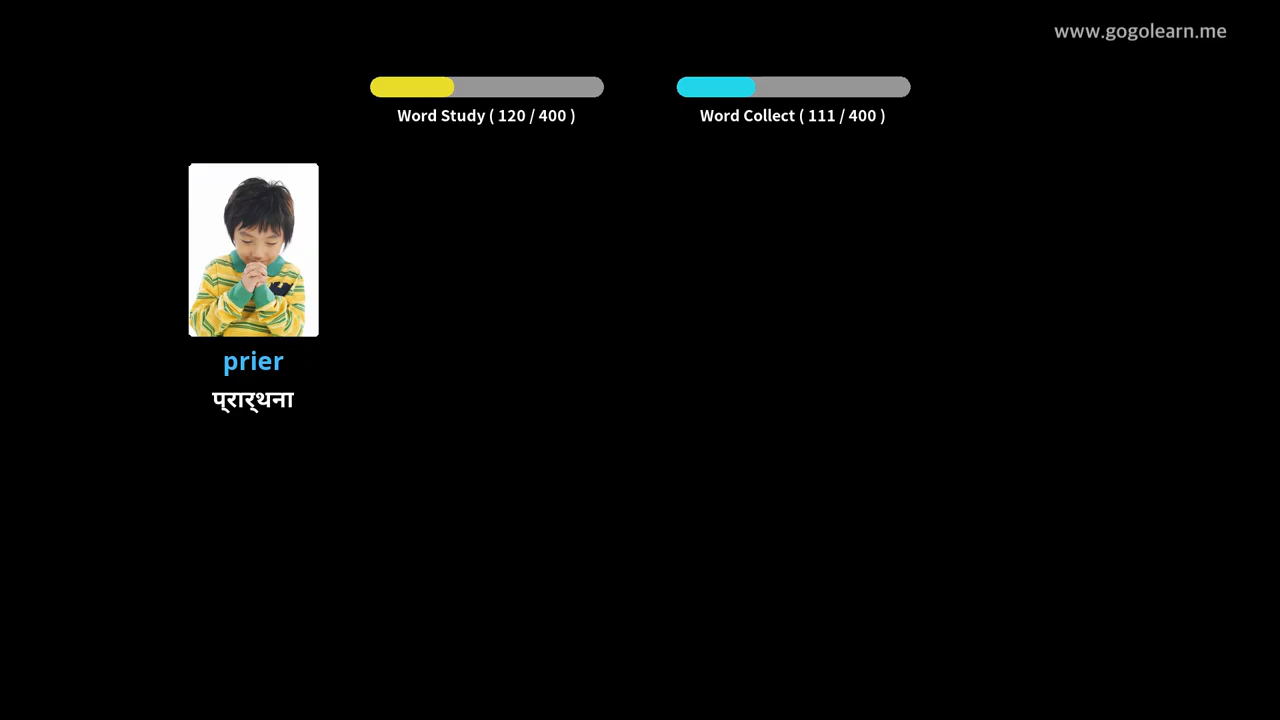 www.gogolearn.me
Word Study ( 120 / 400 )
Word Collect ( 111 / 400 )
prier
प्रार्थना